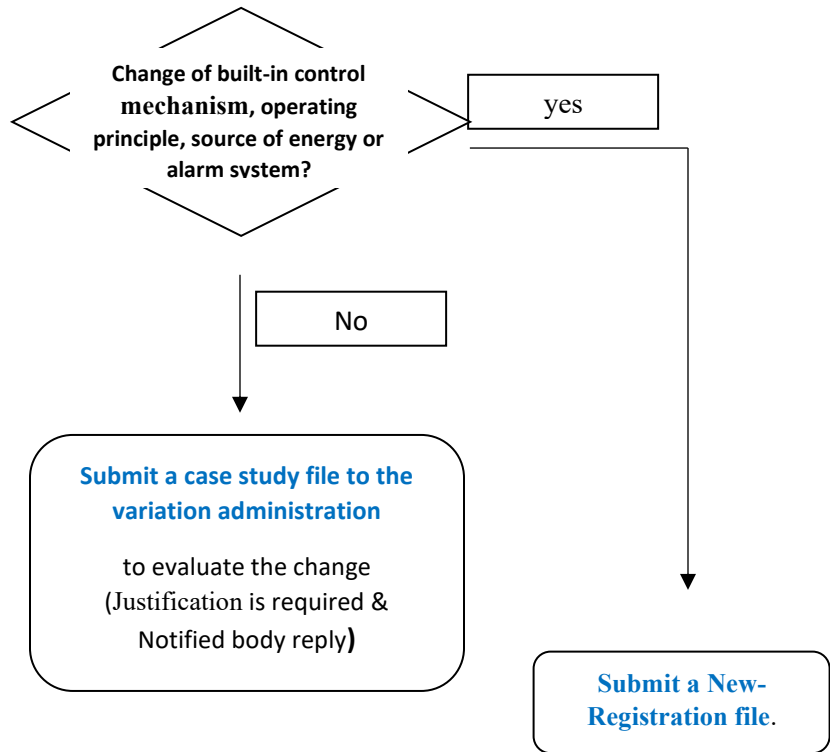 Change of built-in control
mechanism, operating
principle, source of energy or
alarm system?
yes
No
Submit a case study file to the
variation administration
to evaluate the change
(Justification is required &
Notified body reply)
Submit a New-
Registration file.